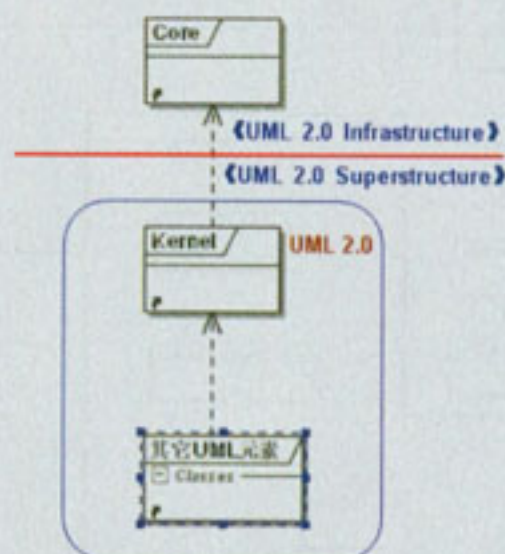 Core
《UML 2.0 Infrastructure》
《UML 2.0 Superstructure》
Kernel
UML 2.0
其它UML元素
Classes